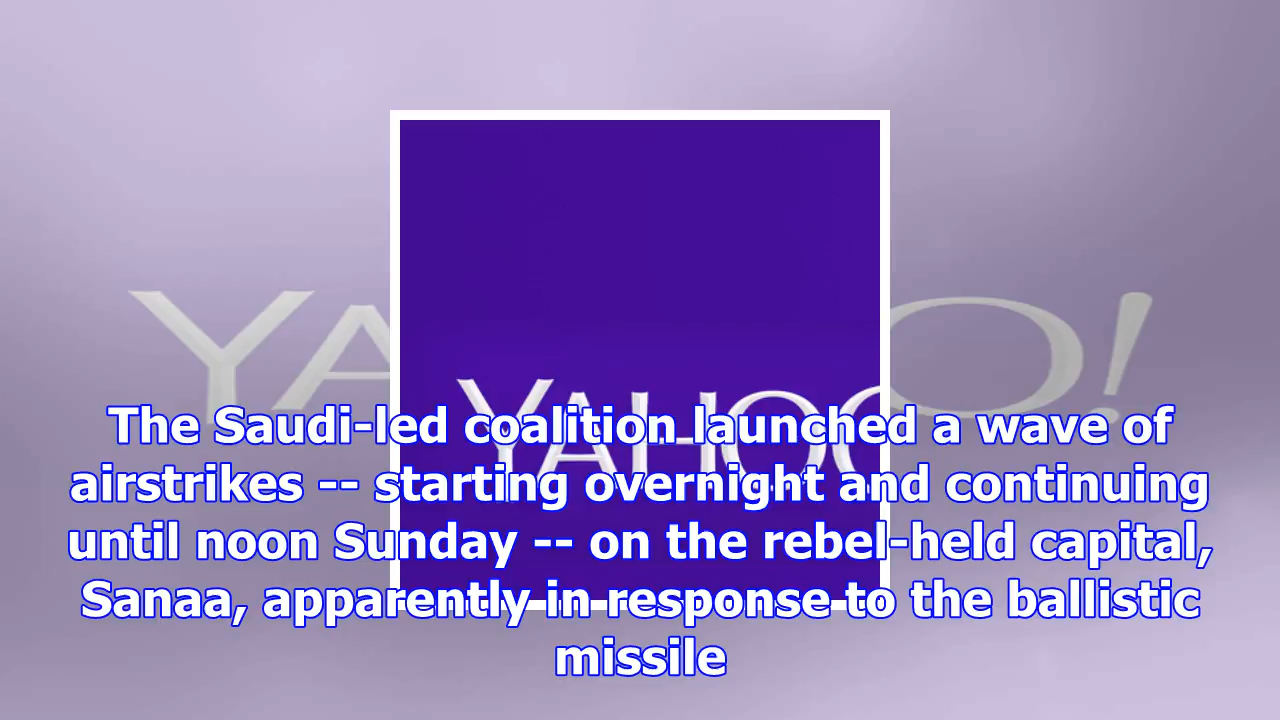 YAHOO!
YAHOO
The Saudi-led coalition launched a wave of
airstrikes -- starting overnight and continuing
until noon Sunday -- on the rebel-held capital,
Sanaa, apparently in response to the ballistic
missile